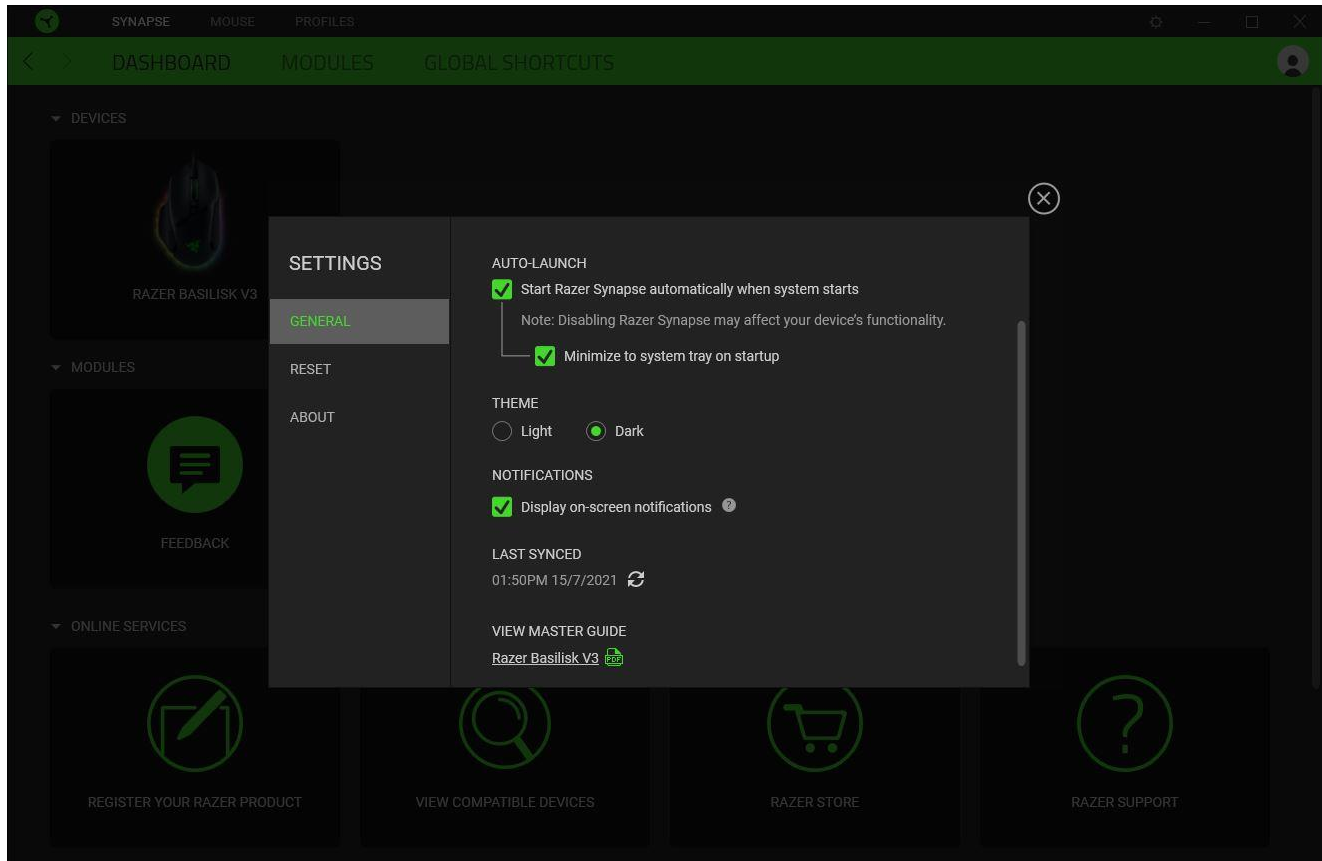 SYNAPSE MOUSE PROFILES
DASHBOARD MODULES GLOBAL SHORTCUTS
DEVICES
RAZER BASILISK V3
MODULES
FEEDBACK
ONLINE SERVICES
REGISTER YOUR RAZER PRODUCT
VIEW COMPATIBLE DEVICES
RAZER STORE
RAZER SUPPORT
SETTINGS
GENERAL
RESET
ABOUT
AUTO-LAUNCH
Start Razer Synapse automatically when system starts
Note: Disabling Razer Synapse may affect your device’s functionality.
Minimize to system tray on startup
THEME
Light Dark
NOTIFICATIONS
Display on-screen notifications ?
LAST SYNCED
01:50PM 15/7/2021
VIEW MASTER GUIDE
Razer Basilisk V3 PDF